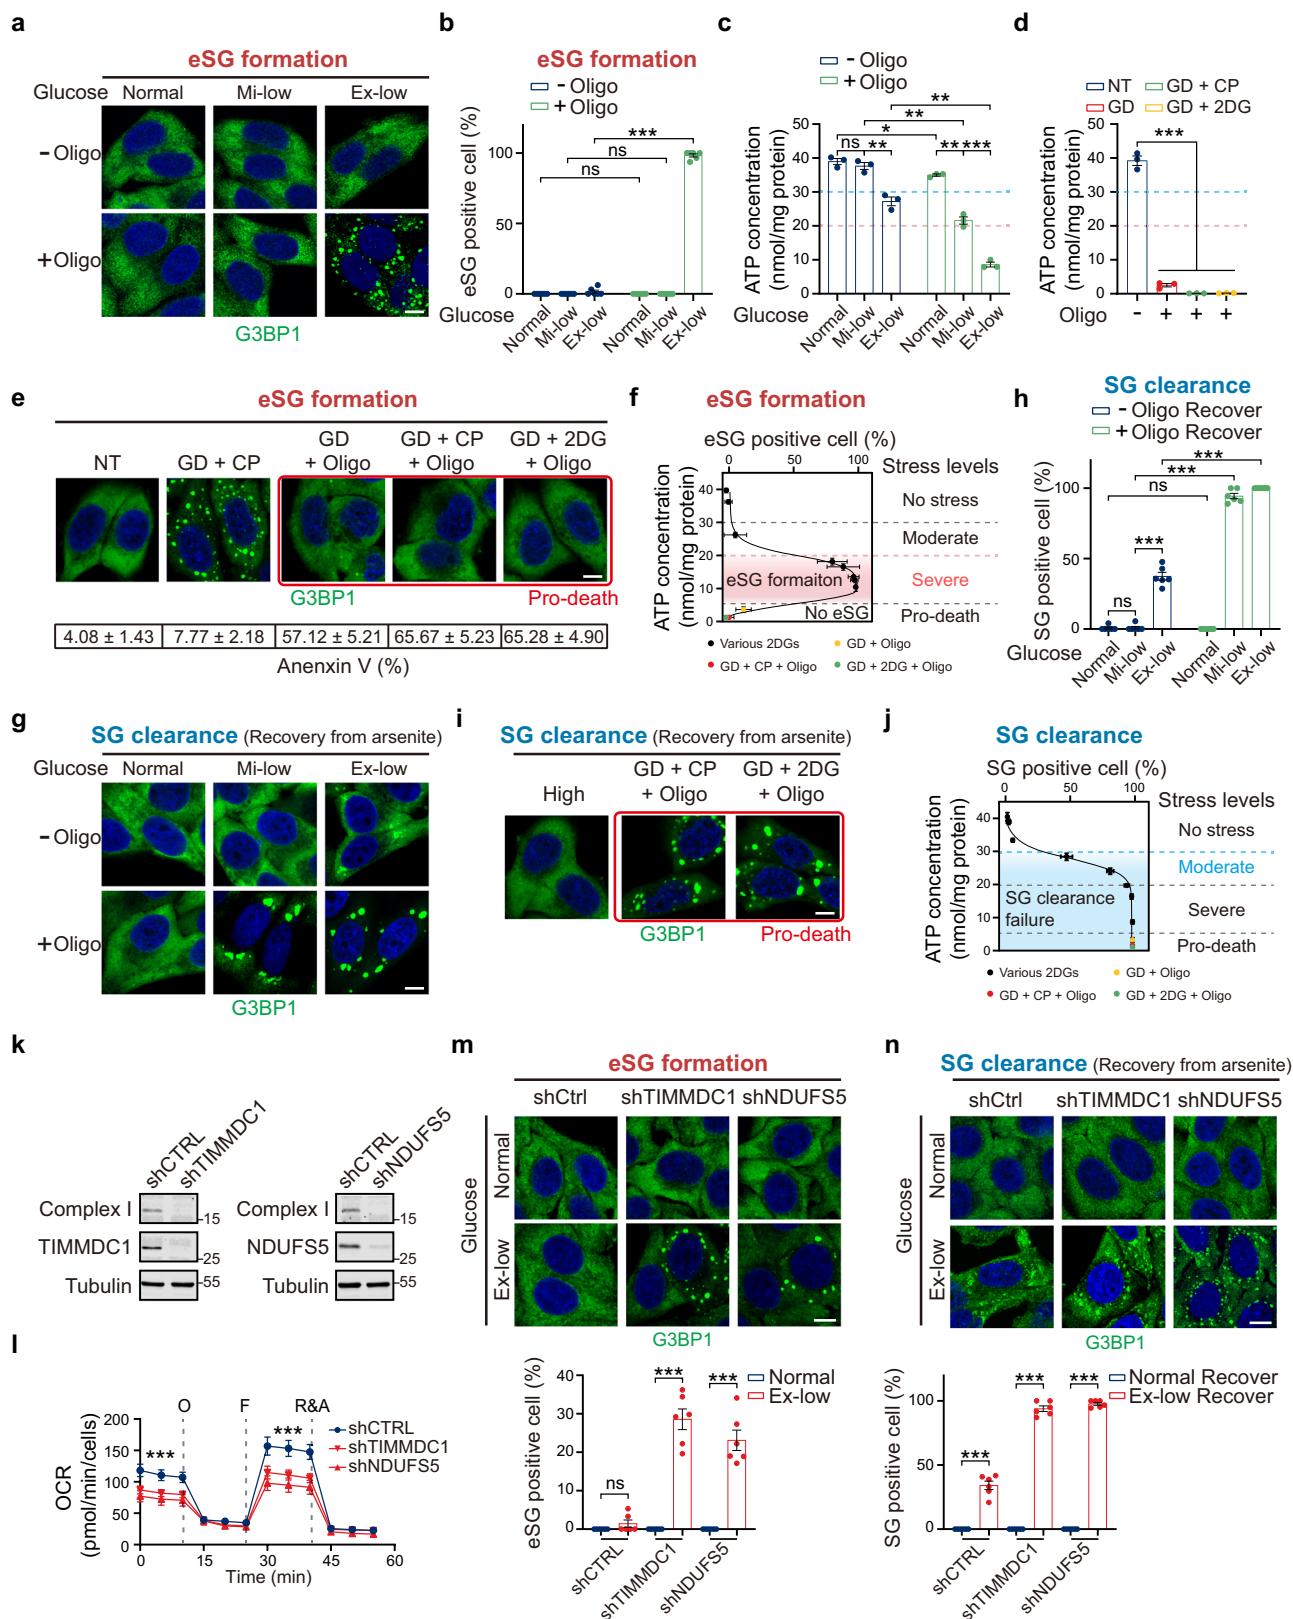 a
eSG formation
Glucose
Normal
Mi-low
Ex-low
- Oligo
+ Oligo
G3BP1
b
eSG formation
- Oligo
+ Oligo
eSG positive cell (%)
100
50
0
ns
ns
***
Glucose
Normal
Mi-low
Ex-low
Normal
Mi-low
Ex-low
c
- Oligo
+ Oligo
ATP concentration
(nmol/mg protein)
50
40
30
20
10
0
**
**
*
ns
**
**
***
Glucose
Normal
Mi-low
Ex-low
Normal
Mi-low
Ex-low
d
NT
GD + CP
GD
GD + 2DG
ATP concentration
(nmol/mg protein)
50
40
30
20
10
0
***
Oligo
-
+
+
+
e
eSG formation
NT
GD + CP
GD
+ Oligo
GD + CP
+ Oligo
GD + 2DG
+ Oligo
G3BP1
Pro-death
4.08 ± 1.43
7.77 ± 2.18
57.12 ± 5.21
65.67 ± 5.23
65.28 ± 4.90
Anenxin V (%)
f
eSG formation
eSG positive cell (%)
0
50
100
Stress levels
ATP concentration
(nmol/mg protein)
40
30
20
10
0
No stress
Moderate
Severe
Pro-death
eSG formaiton
No eSG
Various 2DGs
GD + Oligo
GD + CP + Oligo
GD + 2DG + Oligo
h
SG clearance
- Oligo Recover
+ Oligo Recover
SG positive cell (%)
100
50
0
***
***
ns
***
ns
Glucose
Normal
Mi-low
Ex-low
Normal
Mi-low
Ex-low
g
SG clearance (Recovery from arsenite)
Glucose
Normal
Mi-low
Ex-low
- Oligo
+ Oligo
G3BP1
i
SG clearance (Recovery from arsenite)
High
GD + CP
+ Oligo
GD + 2DG
+ Oligo
G3BP1
Pro-death
j
SG clearance
SG positive cell (%)
0
50
100
Stress levels
ATP concentration
(nmol/mg protein)
40
30
20
10
0
No stress
Moderate
Severe
Pro-death
SG clearance
failure
Various 2DGs
GD + Oligo
GD + CP + Oligo
GD + 2DG + Oligo
k
shCTRL
shTIMMDC1
Complex I
-15
TIMMDC1
-25
Tubulin
-55
shCTRL
shNDUFS5
Complex I
-15
NDUFS5
-25
Tubulin
-55
l
O
F
R&A
OCR
(pmol/min/cells)
200
150
100
50
0
***
***
shCTRL
shTIMMDC1
shNDUFS5
0
15
30
45
60
Time (min)
m
eSG formation
shCtrl
shTIMMDC1
shNDUFS5
Glucose
Normal
Ex-low
G3BP1
eSG positive cell (%)
40
30
20
10
0
ns
***
***
Normal
Ex-low
shCTRL
shTIMMDC1
shNDUFS5
n
SG clearance (Recovery from arsenite)
shCtrl
shTIMMDC1
shNDUFS5
Glucose
Normal
Ex-low
G3BP1
SG positive cell (%)
100
50
0
***
***
***
Normal Recover
Ex-low Recover
shCTRL
shTIMMDC1
shNDUFS5